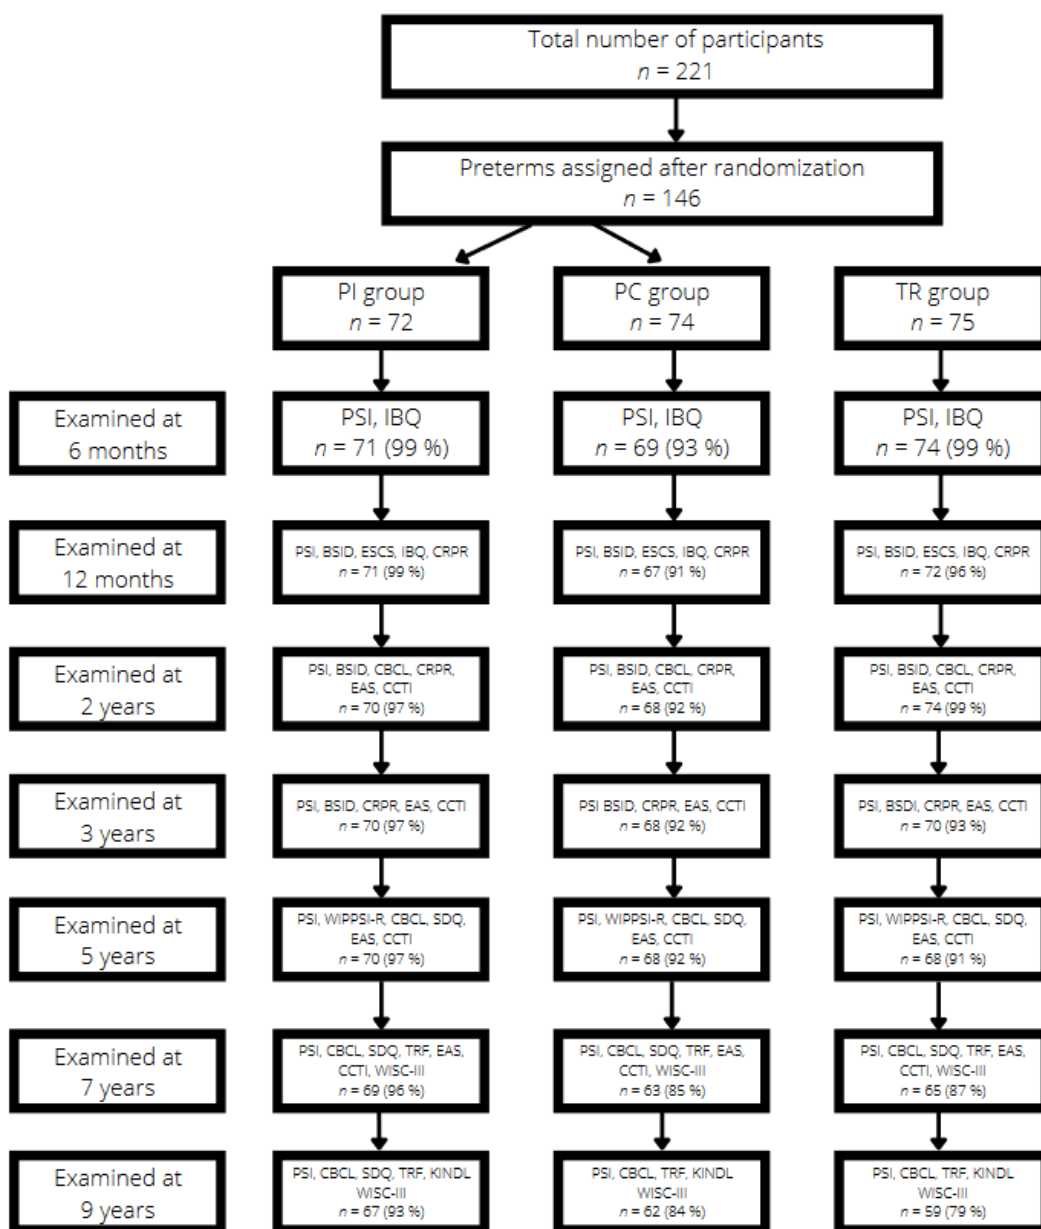 Total number of participants
n = 221
Preterms assigned after randomization
n = 146
PI group
n = 72
PC group
n = 74
TR group
n = 75
Examined at
6 months
PSI, IBQ
n = 71 (99 %)
PSI, IBQ
n = 69 (93 %)
PSI, IBQ
n = 74 (99 %)
Examined at
12 months
PSI, BSID, ESCS, IBQ, CRPR
n = 71 (99 %)
PSI, BSID, ESCS, IBQ, CRPR
n = 67 (91 %)
PSI, BSID, ESCS, IBQ, CRPR
n = 72 (96 %)
Examined at
2 years
PSI, BSID, CBCL, CRPR,
EAS, CCTI
n = 70 (97 %)
PSI, BSID, CBCL, CRPR,
EAS, CCTI
n = 68 (92 %)
PSI, BSID, CBCL, CRPR,
EAS, CCTI
n = 74 (99 %)
Examined at
3 years
PSI, BSID, CRPR, EAS, CCTI
n = 70 (97 %)
PSI BSID, CRPR, EAS, CCTI
n = 68 (92 %)
PSI, BSDI, CRPR, EAS, CCTI
n = 70 (93 %)
Examined at
5 years
PSI, WIPPSI-R, CBCL, SDQ,
EAS, CCTI
n = 70 (97 %)
PSI, WIPPSI-R, CBCL, SDQ,
EAS, CCTI
n = 68 (92 %)
PSI, WIPPSI-R, CBCL, SDQ,
EAS, CCTI
n = 68 (91 %)
Examined at
7 years
PSI, CBCL, SDQ, TRF, EAS,
CCTI, WISC-III
n = 69 (96 %)
PSI, CBCL, SDQ, TRF, EAS,
CCTI, WISC-III
n = 63 (85 %)
PSI, CBCL, SDQ, TRF, EAS,
CCTI, WISC-III
n = 65 (87 %)
Examined at
9 years
PSI, CBCL, SDQ, TRF, KINDL
WISC-III
n = 67 (93 %)
PSI, CBCL, TRF, KINDL
WISC-III
n = 62 (84 %)
PSI, CBCL, TRF, KINDL
WISC-III
n = 59 (79 %)